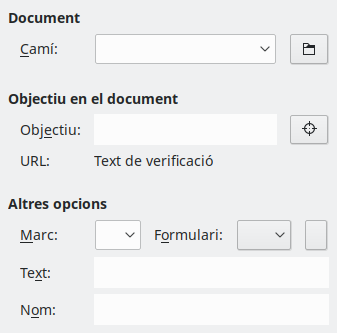 Document
Camí:
Objectiu en el document
Objectiu:
URL: Text de verificació
Altres opcions
Marc: Formulari:
Text:
Nom: